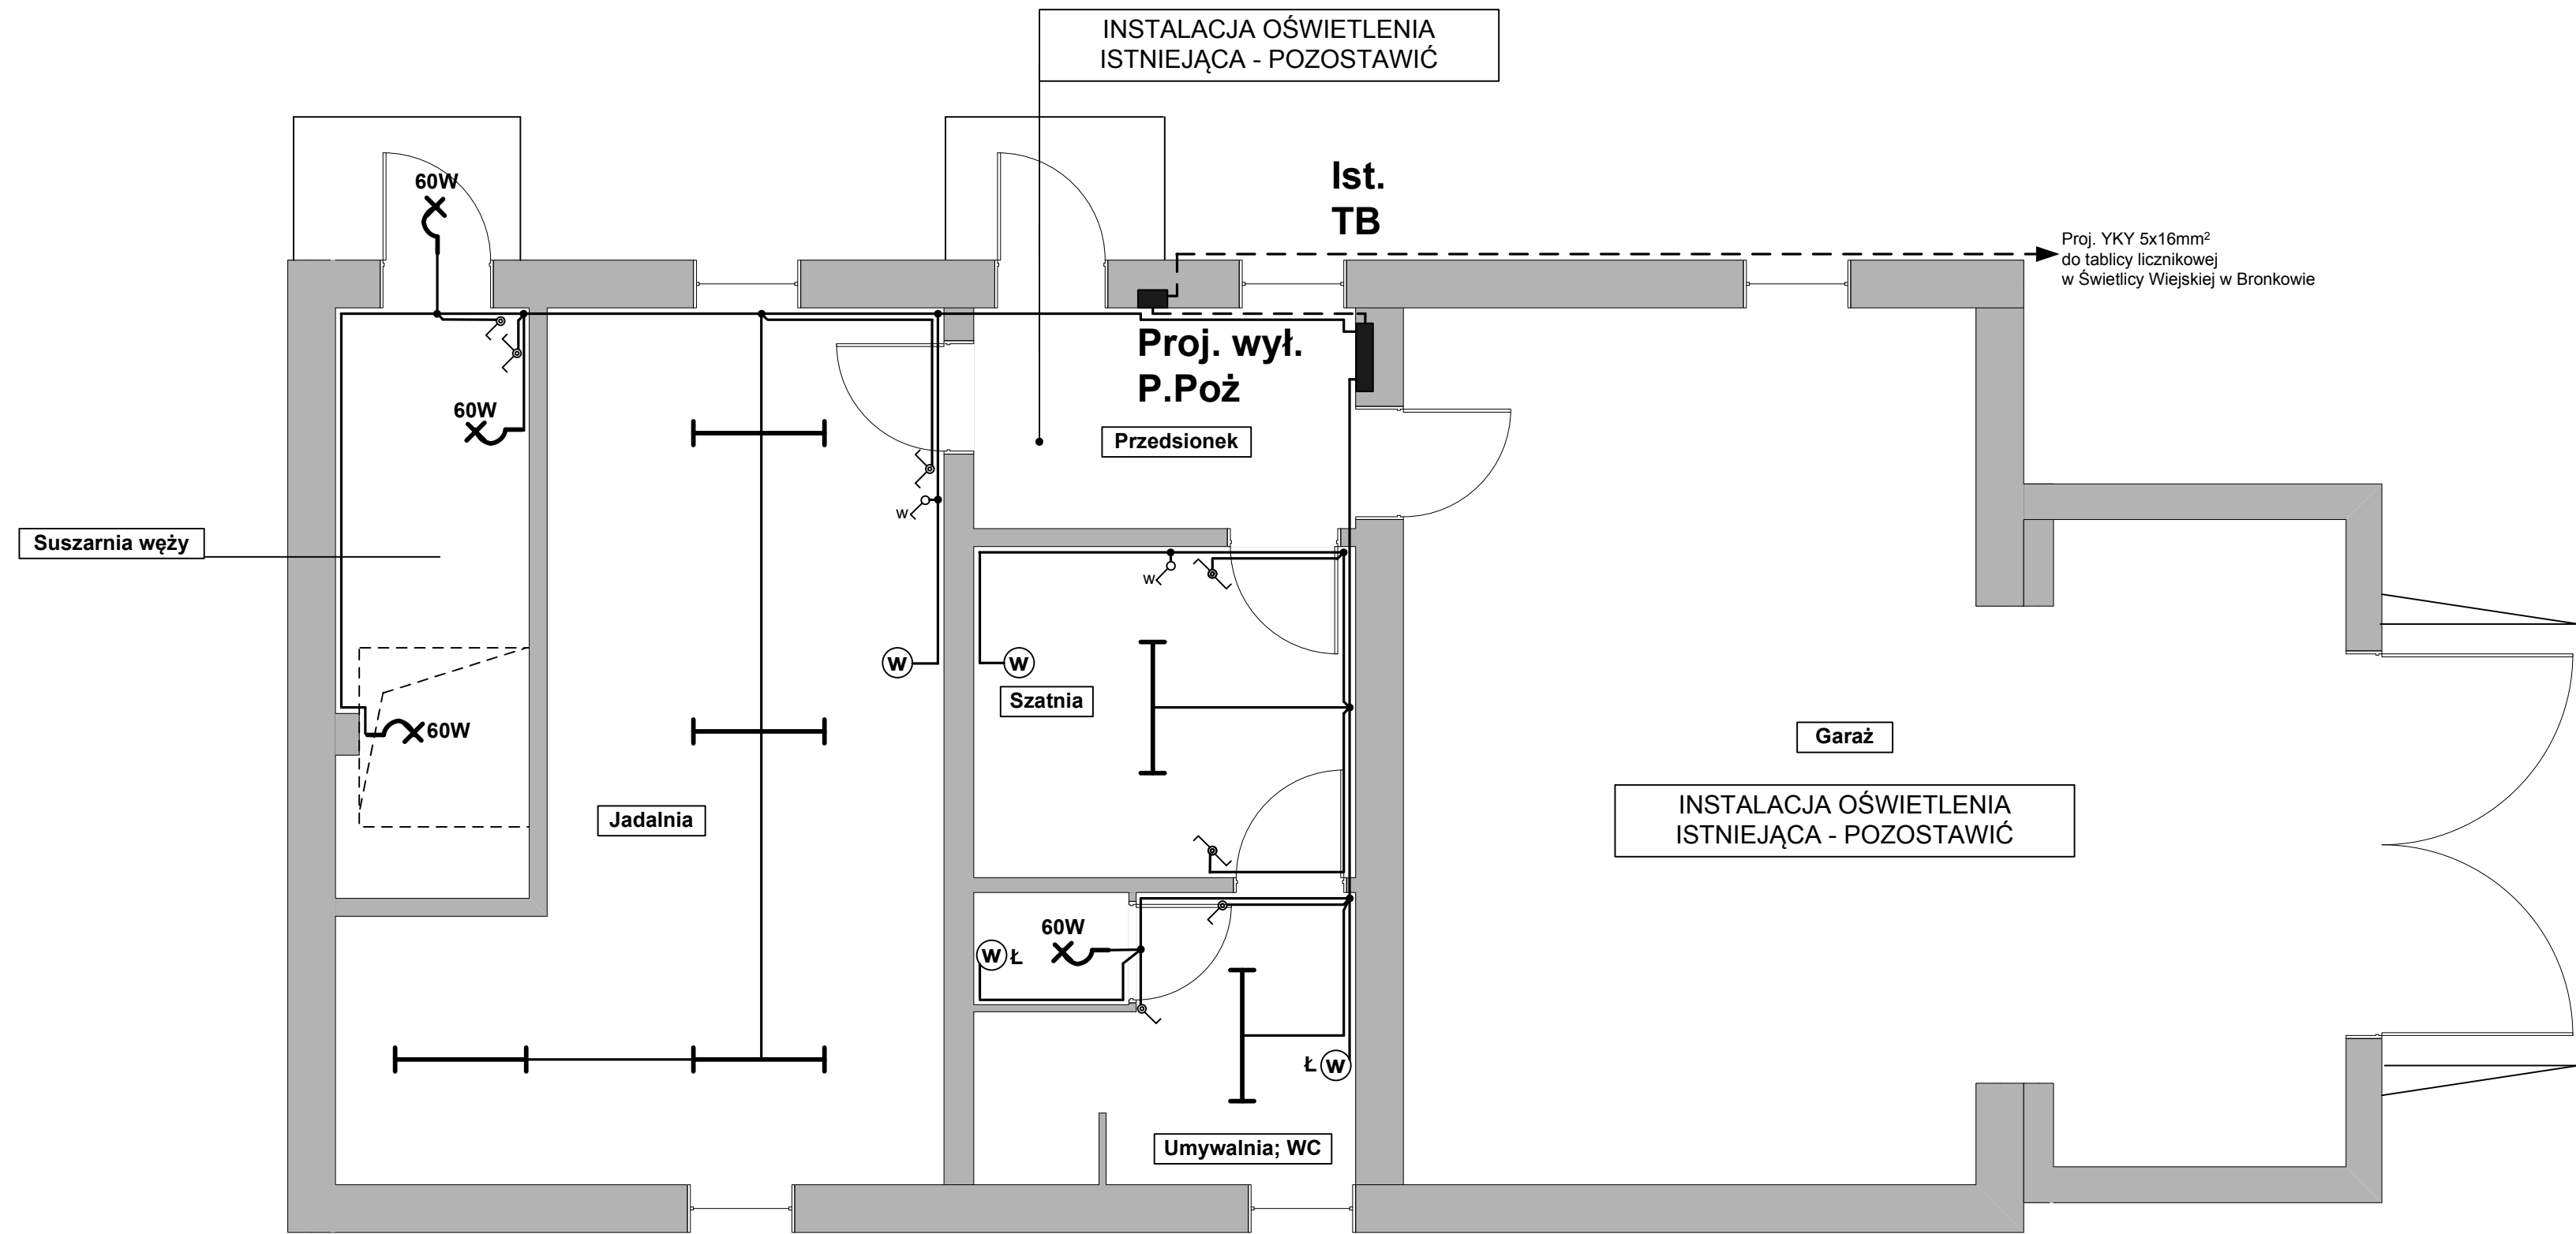 INSTALACJA OŚWIETLENIA
ISTNIEJĄCA - POZOSTAWIĆ
60W
Ist.
TB
Proj. YKY 5x16mm²
do tablicy licznikowej
w Świetlicy Wiejskiej w Bronkowie
Proj. wył.
P.Poż
60W
Przedsionek
w
Suszarnia węży
w
W
W
Szatnia
60W
Garaż
INSTALACJA OŚWIETLENIA
ISTNIEJĄCA - POZOSTAWIĆ
Jadalnia
60W
W Ł
Ł W
Umywalnia; WC